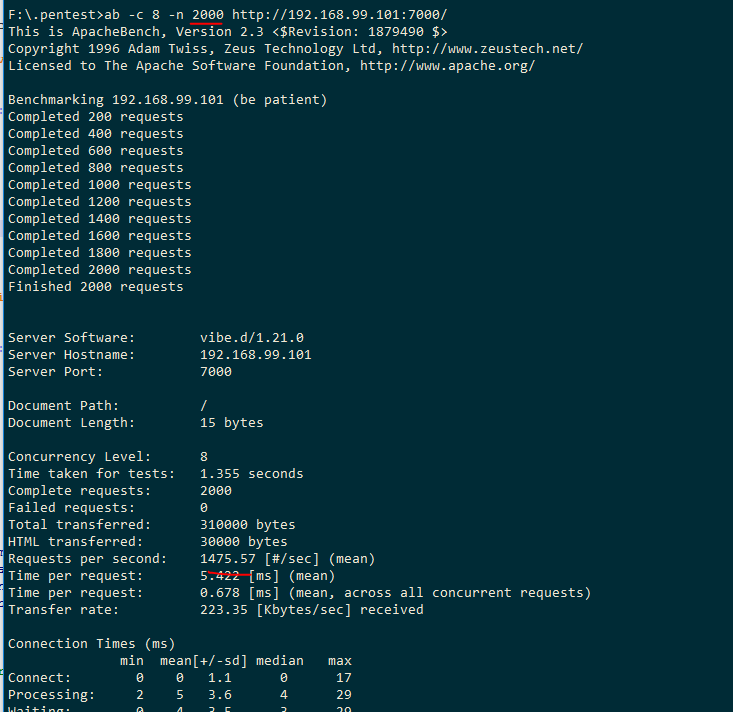 F:\.pentest>ab -c 8 -n 2000 http://192.168.99.101:7000/
This is ApacheBench, Version 2.3 <$Revision: 1879490 $>
Copyright 1996 Adam Twiss, Zeus Technology Ltd, http://www.zeustech.net/
Licensed to The Apache Software Foundation, http://www.apache.org/
Benchmarking 192.168.99.101 (be patient)
Completed 200 requests
Completed 400 requests
Completed 600 requests
Completed 800 requests
Completed 1000 requests
Completed 1200 requests
Completed 1400 requests
Completed 1600 requests
Completed 1800 requests
Completed 2000 requests
Finished 2000 requests
Server Software: vibe.d/1.21.0
Server Hostname: 192.168.99.101
Server Port: 7000
Document Path: /
Document Length: 15 bytes
Concurrency Level: 8
Time taken for tests: 1.355 seconds
Complete requests: 2000
Failed requests: 0
Total transferred: 310000 bytes
HTML transferred: 30000 bytes
Requests per second: 1475.57 [#/sec] (mean)
Time per request: 5.422 [ms] (mean)
Time per request: 0.678 [ms] (mean, across all concurrent requests)
Transfer rate: 223.35 [Kbytes/sec] received
Connection Times (ms)
min mean[+/-sd] median max
Connect: 0 0 1.1 0 17
Processing: 2 5 3.6 4 29
Waiting: 0 4 3.5 3 29